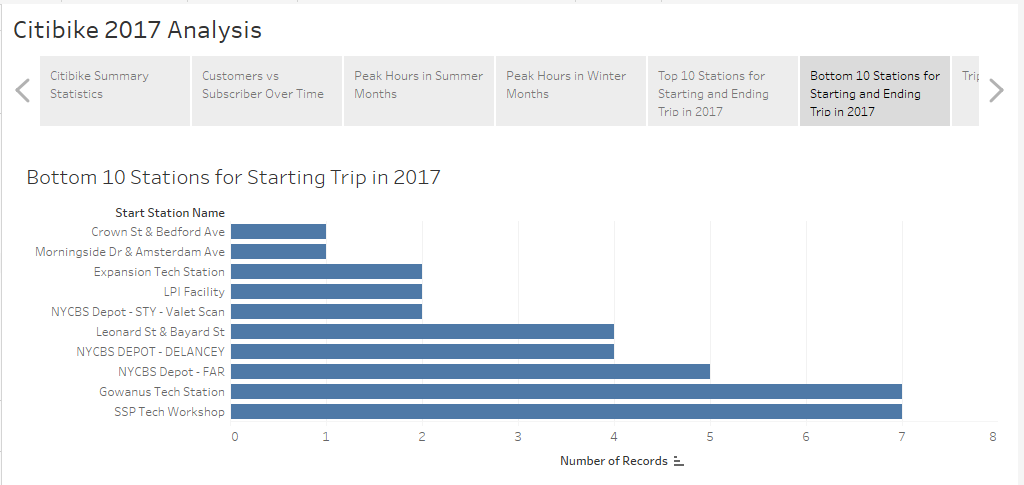 Citibike 2017 Analysis
Citibike Summary
Statistics
Customers vs
Subscriber Over Time
Peak Hours in Summer
Months
Peak Hours in Winter
Months
Top 10 Stations for
Starting and Ending
Trip in 2017
Bottom 10 Stations for
Starting and Ending
Trip in 2017
Bottom 10 Stations for Starting Trip in 2017
Start Station Name
Crown St & Bedford Ave
Morningside Dr & Amsterdam Ave
Expansion Tech Station
LPI Facility
NYCBS Depot - STY - Valet Scan
Leonard St & Bayard St
NYCBS DEPOT - DELANCEY
NYCBS Depot - FAR
Gowanus Tech Station
SSP Tech Workshop
0 1 2 3 4 5 6 7 8
Number of Records